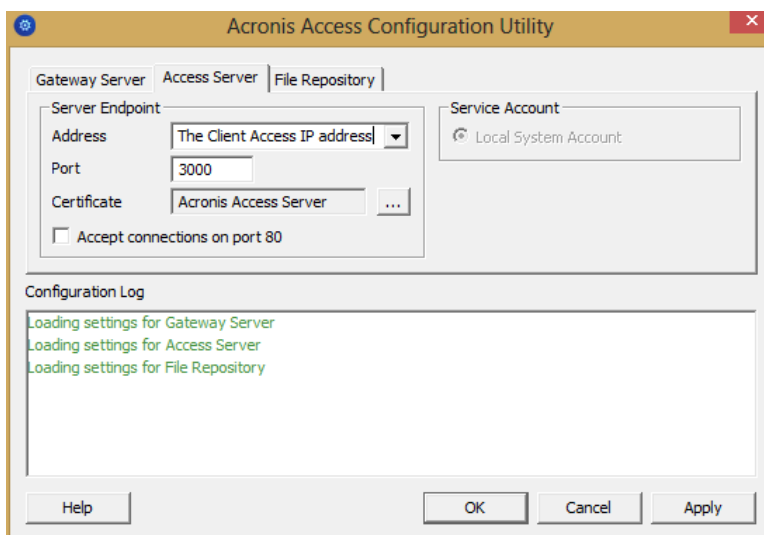 Acronis Access Configuration Utility
Gateway Server Access Server File Repository
Server Endpoint
Address The Client Access IP address
Port 3000
Certificate Acronis Access Server ...
Accept connections on port 80
Service Account
Local System Account
Configuration Log
Loading settings for Gateway Server
Loading settings for Access Server
Loading settings for File Repository
Help OK Cancel Apply